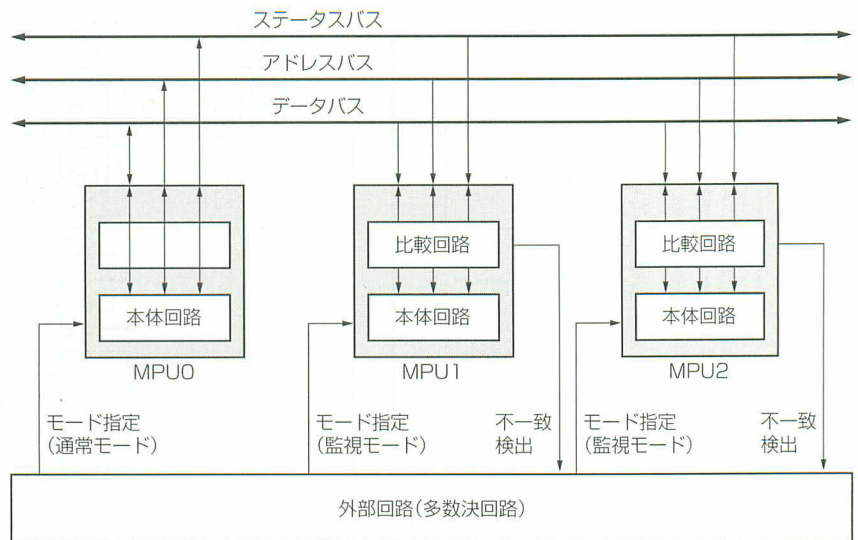 ステータスバス
アドレスバス
データバス
比較回路
比較回路
本体回路
本体回路
本体回路
MPU0
MPU1
MPU2
モード指定
(通常モード)
モード指定
(監視モード)
不一致
検出
モード指定
(監視モード)
不一致
検出
外部回路(多数決回路)